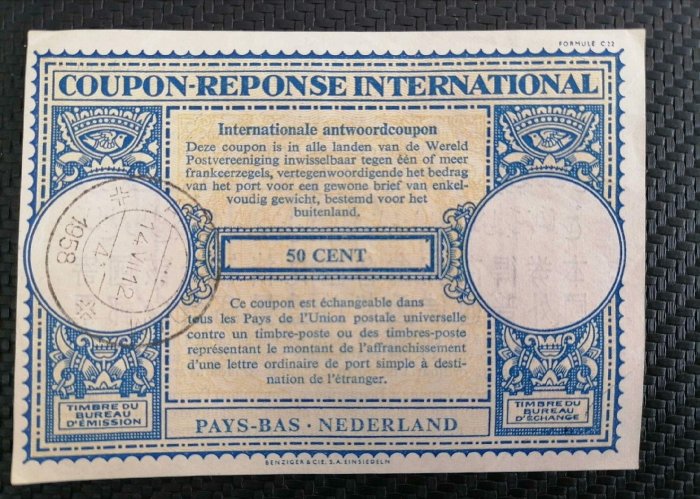 FORMULE C 22
COUPON-REPONSE INTERNATIONAL
Internationale antwoordcoupon
Deze coupon is in alle landen van de Wereld
Postvereeniging inwisselbaar tegen één of meer
frankeerzegels, vertegenwoordigende het bedrag
van het port voor een gewone brief van enkel-
voudig gewicht, bestemd voor het
buitenland.
50 CENT
Ce coupon est échangeable dans
tous les Pays de l'Union postale universelle
contre un timbre-poste ou des timbres-poste
représentant le montant de l'affranchissement
d'une lettre ordinaire de port simple à desti-
nation de l'étranger.
14 VII 12
1958
TIMBRE DU
BUREAU
D'ÉMISSION
PAYS-BAS · NEDERLAND
TIMBRE DU
BUREAU
D'ÉCHANGE
BENZIGER & CIE. S.A. EINSIEDELN